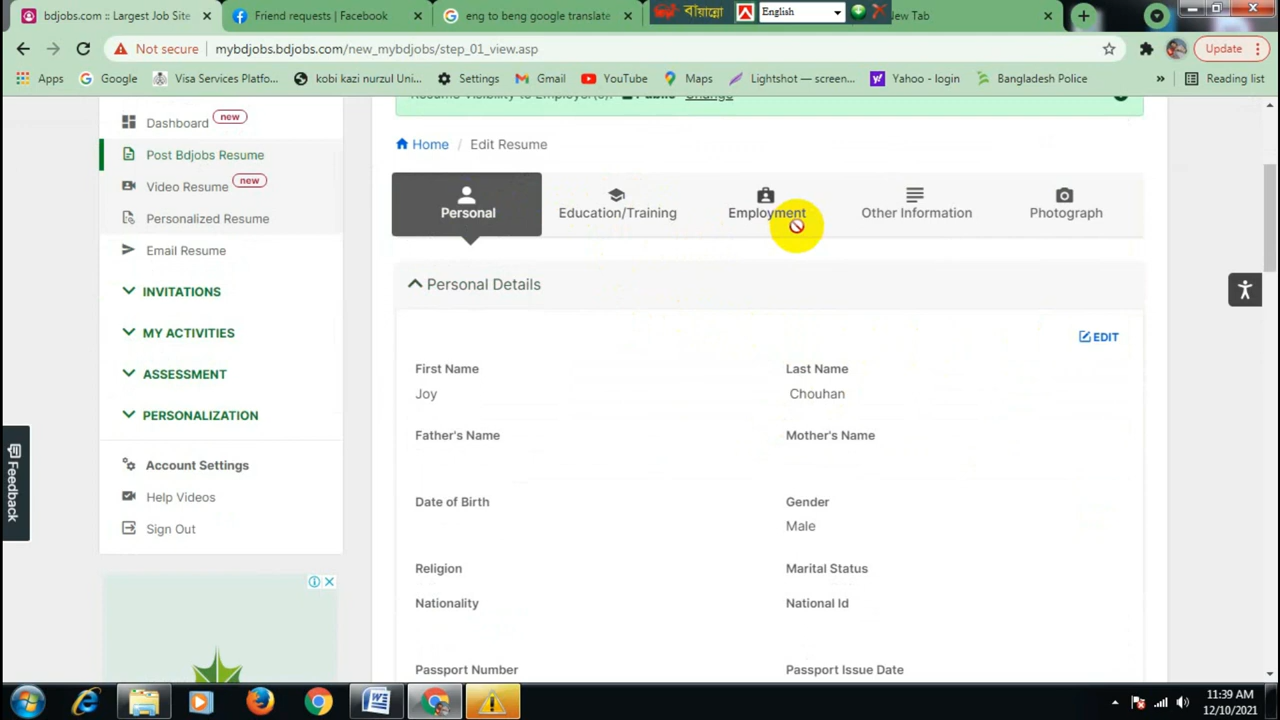 bdjobs.com :: Largest Job Site
Friend requests | Facebook
eng to beng google translate
বায়ান্নো
English
New Tab
Not secure
mybdjobs.bdjobs.com/new_mybdjobs/step_01_view.asp
Update
Apps
Google
Visa Services Platfo...
kobi kazi nurzul Uni...
Settings
Gmail
YouTube
Maps
Lightshot — screen...
Yahoo - login
Bangladesh Police
»
Reading list
Resume Visibility to Employer(s): Public Change
Dashboard new
Post Bdjobs Resume
Video Resume new
Personalized Resume
Email Resume
INVITATIONS
MY ACTIVITIES
ASSESSMENT
PERSONALIZATION
Account Settings
Help Videos
Sign Out
Feedback
Home / Edit Resume
Personal
Education/Training
Employment
Other Information
Photograph
Personal Details
EDIT
First Name
Joy
Last Name
Chouhan
Father's Name
Mother's Name
Date of Birth
Gender
Male
Religion
Marital Status
Nationality
National Id
Passport Number
Passport Issue Date
11:39 AM
12/10/2021